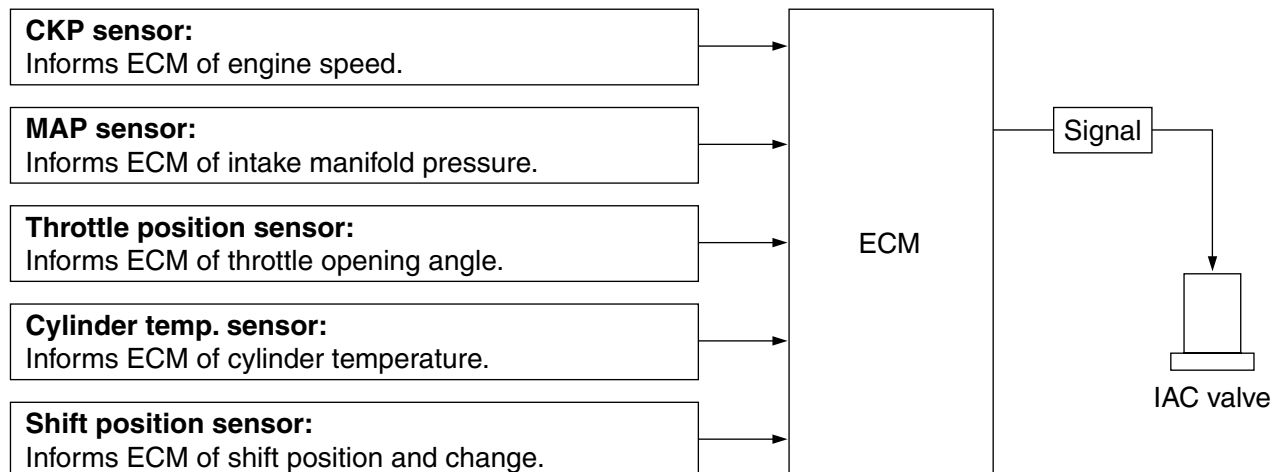 CKP sensor:
Informs ECM of engine speed.
MAP sensor:
Informs ECM of intake manifold pressure.
Throttle position sensor:
Informs ECM of throttle opening angle.
Cylinder temp. sensor:
Informs ECM of cylinder temperature.
Shift position sensor:
Informs ECM of shift position and change.
ECM
Signal
IAC valve